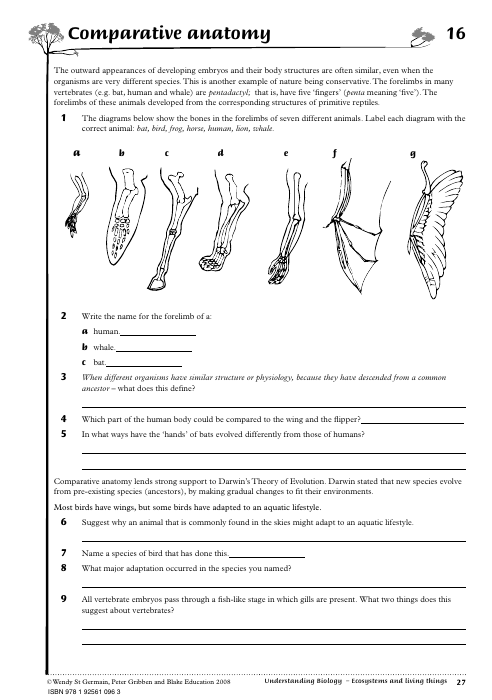 Comparative anatomy 16
The outward appearances of developing embryos and their body structures are often similar, even when the
organisms are very different species. This is another example of nature being conservative. The forelimbs in many
vertebrates (e.g. bat, human and whale) are pentadactyl; that is, have five 'fingers' (penta meaning 'five'). The
forelimbs of these animals developed from the corresponding structures of primitive reptiles.
1 The diagrams below show the bones in the forelimbs of seven different animals. Label each diagram with the
correct animal: bat, bird, frog, horse, human, lion, whale.
a b c d e f g
2 Write the name for the forelimb of a:
a human.
b whale.
c bat.
3 When different organisms have similar structure or physiology, because they have descended from a common
ancestor – what does this define?
4 Which part of the human body could be compared to the wing and the flipper?
5 In what ways have the 'hands' of bats evolved differently from those of humans?
Comparative anatomy lends strong support to Darwin's Theory of Evolution. Darwin stated that new species evolve
from pre-existing species (ancestors), by making gradual changes to fit their environments.
Most birds have wings, but some birds have adapted to an aquatic lifestyle.
6 Suggest why an animal that is commonly found in the skies might adapt to an aquatic lifestyle.
7 Name a species of bird that has done this.
8 What major adaptation occurred in the species you named?
9 All vertebrate embryos pass through a fish-like stage in which gills are present. What two things does this
suggest about vertebrates?
©Wendy St Germain, Peter Gribben and Blake Education 2008 Understanding Biology – Ecosystems and living things 27
ISBN 978 1 92561 096 3